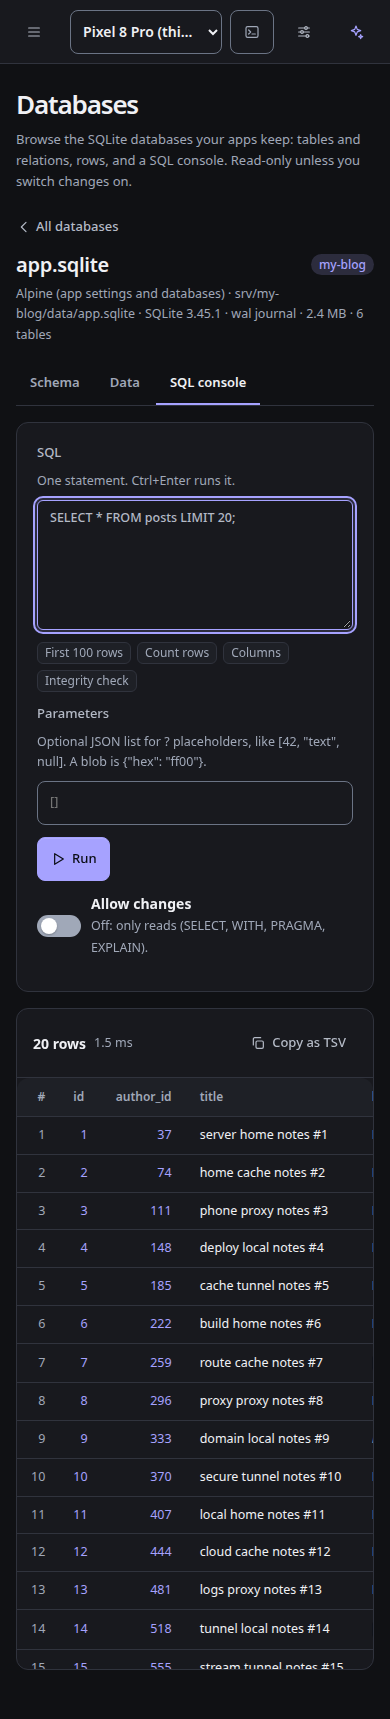 Pixel 8 Pro (thi...
Databases
Browse the SQLite databases your apps keep: tables and
relations, rows, and a SQL console. Read-only unless you
switch changes on.
All databases
app.sqlite
my-blog
Alpine (app settings and databases) · srv/my-
blog/data/app.sqlite · SQLite 3.45.1 · wal journal · 2.4 MB · 6
tables
Schema Data SQL console
SQL
One statement. Ctrl+Enter runs it.
SELECT * FROM posts LIMIT 20;
First 100 rows Count rows Columns
Integrity check
Parameters
Optional JSON list for ? placeholders, like [42, "text",
null]. A blob is {"hex": "ff00"}.
[]
Run
Allow changes
Off: only reads (SELECT, WITH, PRAGMA,
EXPLAIN).
20 rows 1.5 ms Copy as TSV
# id author_id title
1 1 37 server home notes #1
2 2 74 home cache notes #2
3 3 111 phone proxy notes #3
4 4 148 deploy local notes #4
5 5 185 cache tunnel notes #5
6 6 222 build home notes #6
7 7 259 route cache notes #7
8 8 296 proxy proxy notes #8
9 9 333 domain local notes #9
10 10 370 secure tunnel notes #10
11 11 407 local home notes #11
12 12 444 cloud cache notes #12
13 13 481 logs proxy notes #13
14 14 518 tunnel local notes #14
15 15 555 stream tunnel notes #15